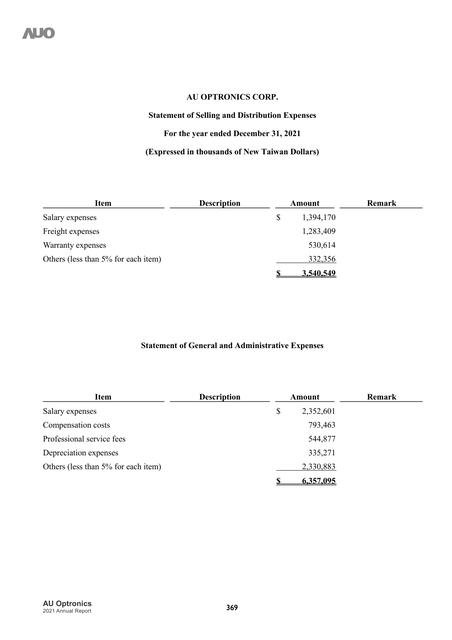 AUO
AU OPTRONICS CORP.
Statement of Selling and Distribution Expenses
For the year ended December 31, 2021
(Expressed in thousands of New Taiwan Dollars)
Item Description Amount Remark
Salary expenses $ 1,394,170
Freight expenses 1,283,409
Warranty expenses 530,614
Others (less than 5% for each item) 332,356
$ 3,540,549
Statement of General and Administrative Expenses
Item Description Amount Remark
Salary expenses $ 2,352,601
Compensation costs 793,463
Professional service fees 544,877
Depreciation expenses 335,271
Others (less than 5% for each item) 2,330,883
$ 6,357,095
AU Optronics
2021 Annual Report
369